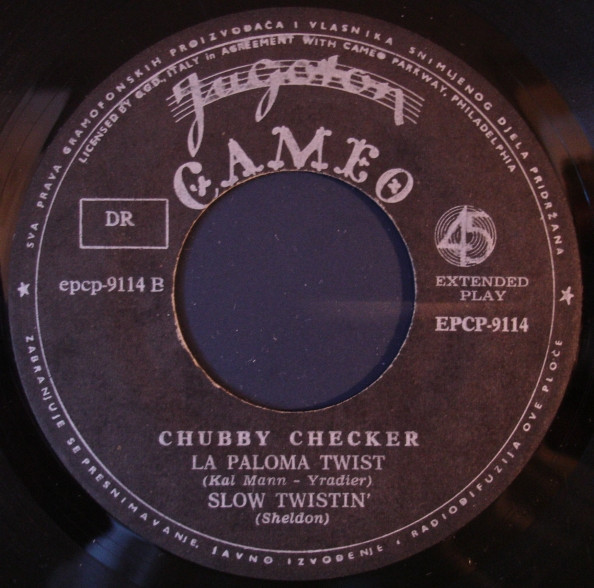 SVA PRAVA GRAMOFONSKIH PROIZVOĐAČA I VLASNIKA SNIMLJENOG DJELA PRIDRŽANA
LICENSED BY G.G.D., ITALY in AGREEMENT WITH CAMEO PARKWAY, PHILADELPHIA
Jugoton
CAMEO
DR
45
epcp-9114 B
EXTENDED
PLAY
EPCP-9114
CHUBBY CHECKER
LA PALOMA TWIST
(Kal Mann - Yradier)
SLOW TWISTIN'
(Sheldon)
ZABRANJUJE SE PRESNIMAVANJE, JAVNO IZVOĐENJE • RADIODIFUZIJA OVE PLOČE